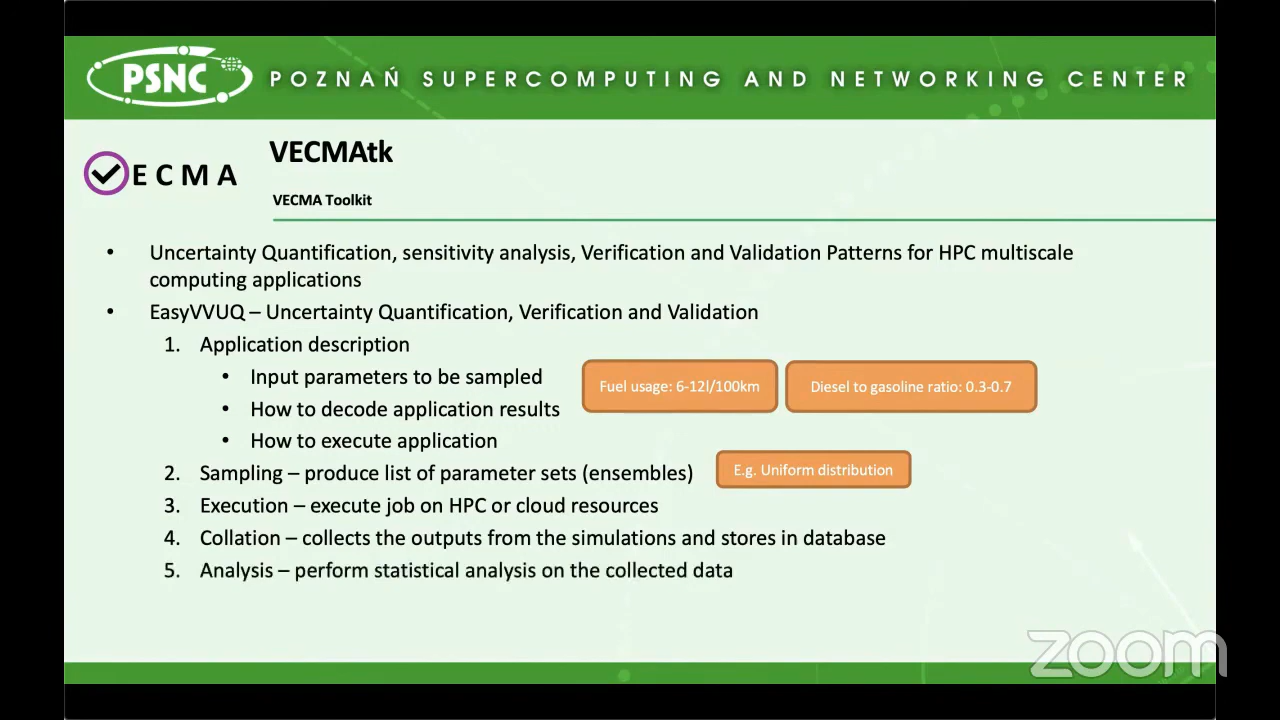 PSNC
POZNAŃ SUPERCOMPUTING AND NETWORKING CENTER
ECMA
VECMAtk
VECMA Toolkit
• Uncertainty Quantification, sensitivity analysis, Verification and Validation Patterns for HPC multiscale
computing applications
• EasyVVUQ – Uncertainty Quantification, Verification and Validation
1. Application description
• Input parameters to be sampled
Fuel usage: 6-12l/100km
Diesel to gasoline ratio: 0.3-0.7
• How to decode application results
• How to execute application
2. Sampling – produce list of parameter sets (ensembles)
E.g. Uniform distribution
3. Execution – execute job on HPC or cloud resources
4. Collation – collects the outputs from the simulations and stores in database
5. Analysis – perform statistical analysis on the collected data
zoom